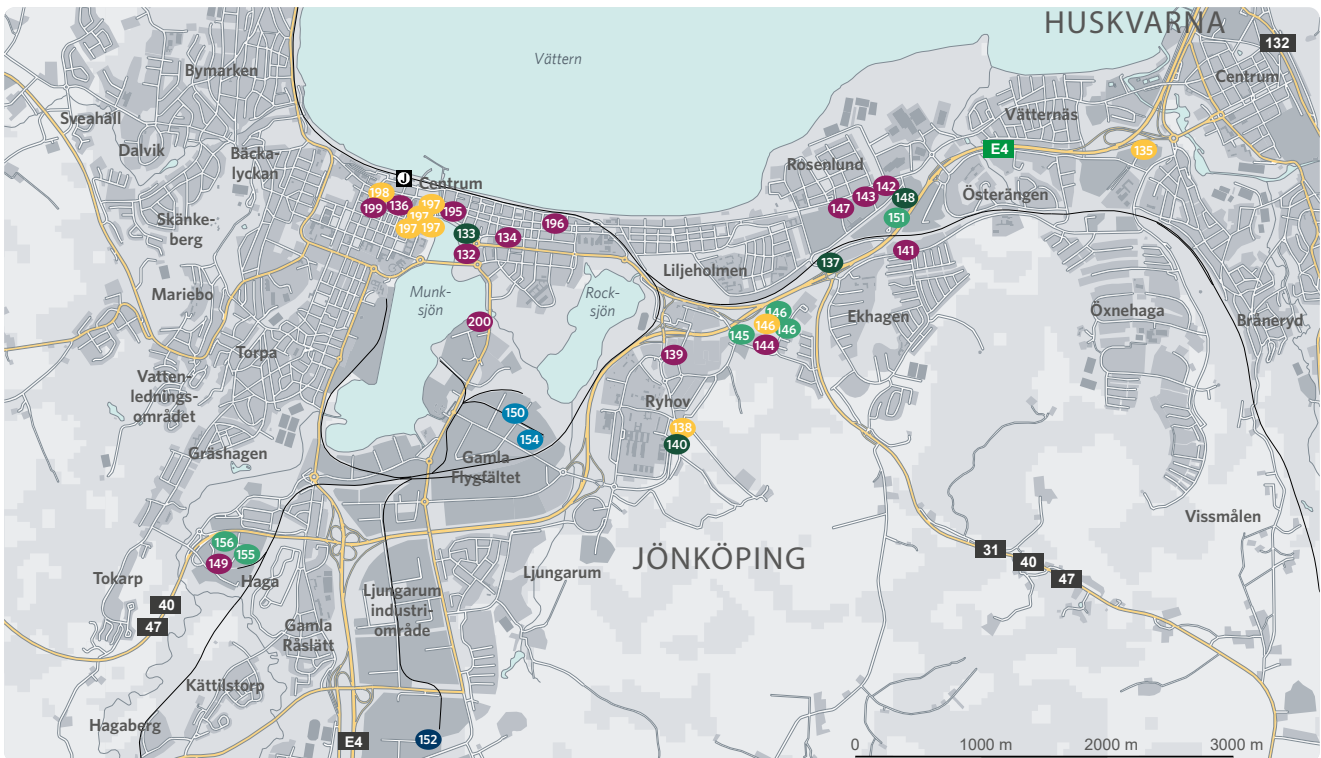 HUSKVARNA
132
Bymarken
Vättern
Centrum
Sveahäll
Vätternäs
Dalvik
Bäcka-
lyckan
E4
135
Rosenlund
J
Centrum
198
199
136
197
197
197
197
195
196
133
134
132
142
143
148
147
151
Österängen
141
137
Skänke-
berg
Mariebo
Munk-
sjön
Rock-
sjön
Liljeholmen
Ekhagen
Öxnehaga
Bråneryd
200
146
146
146
145
144
139
Torpa
Vatten-
lednings-
området
Ryhov
150
138
154
140
Gräshagen
Gamla
Flygfältet
Vissmålen
156
155
149
JÖNKÖPING
31
40
47
Tokarp
Haga
Ljungarum
Ljungarum
industri-
område
40
47
Gamla
Råslätt
Kättilstorp
Hagaberg
E4
152
0
1000 m
2000 m
3000 m